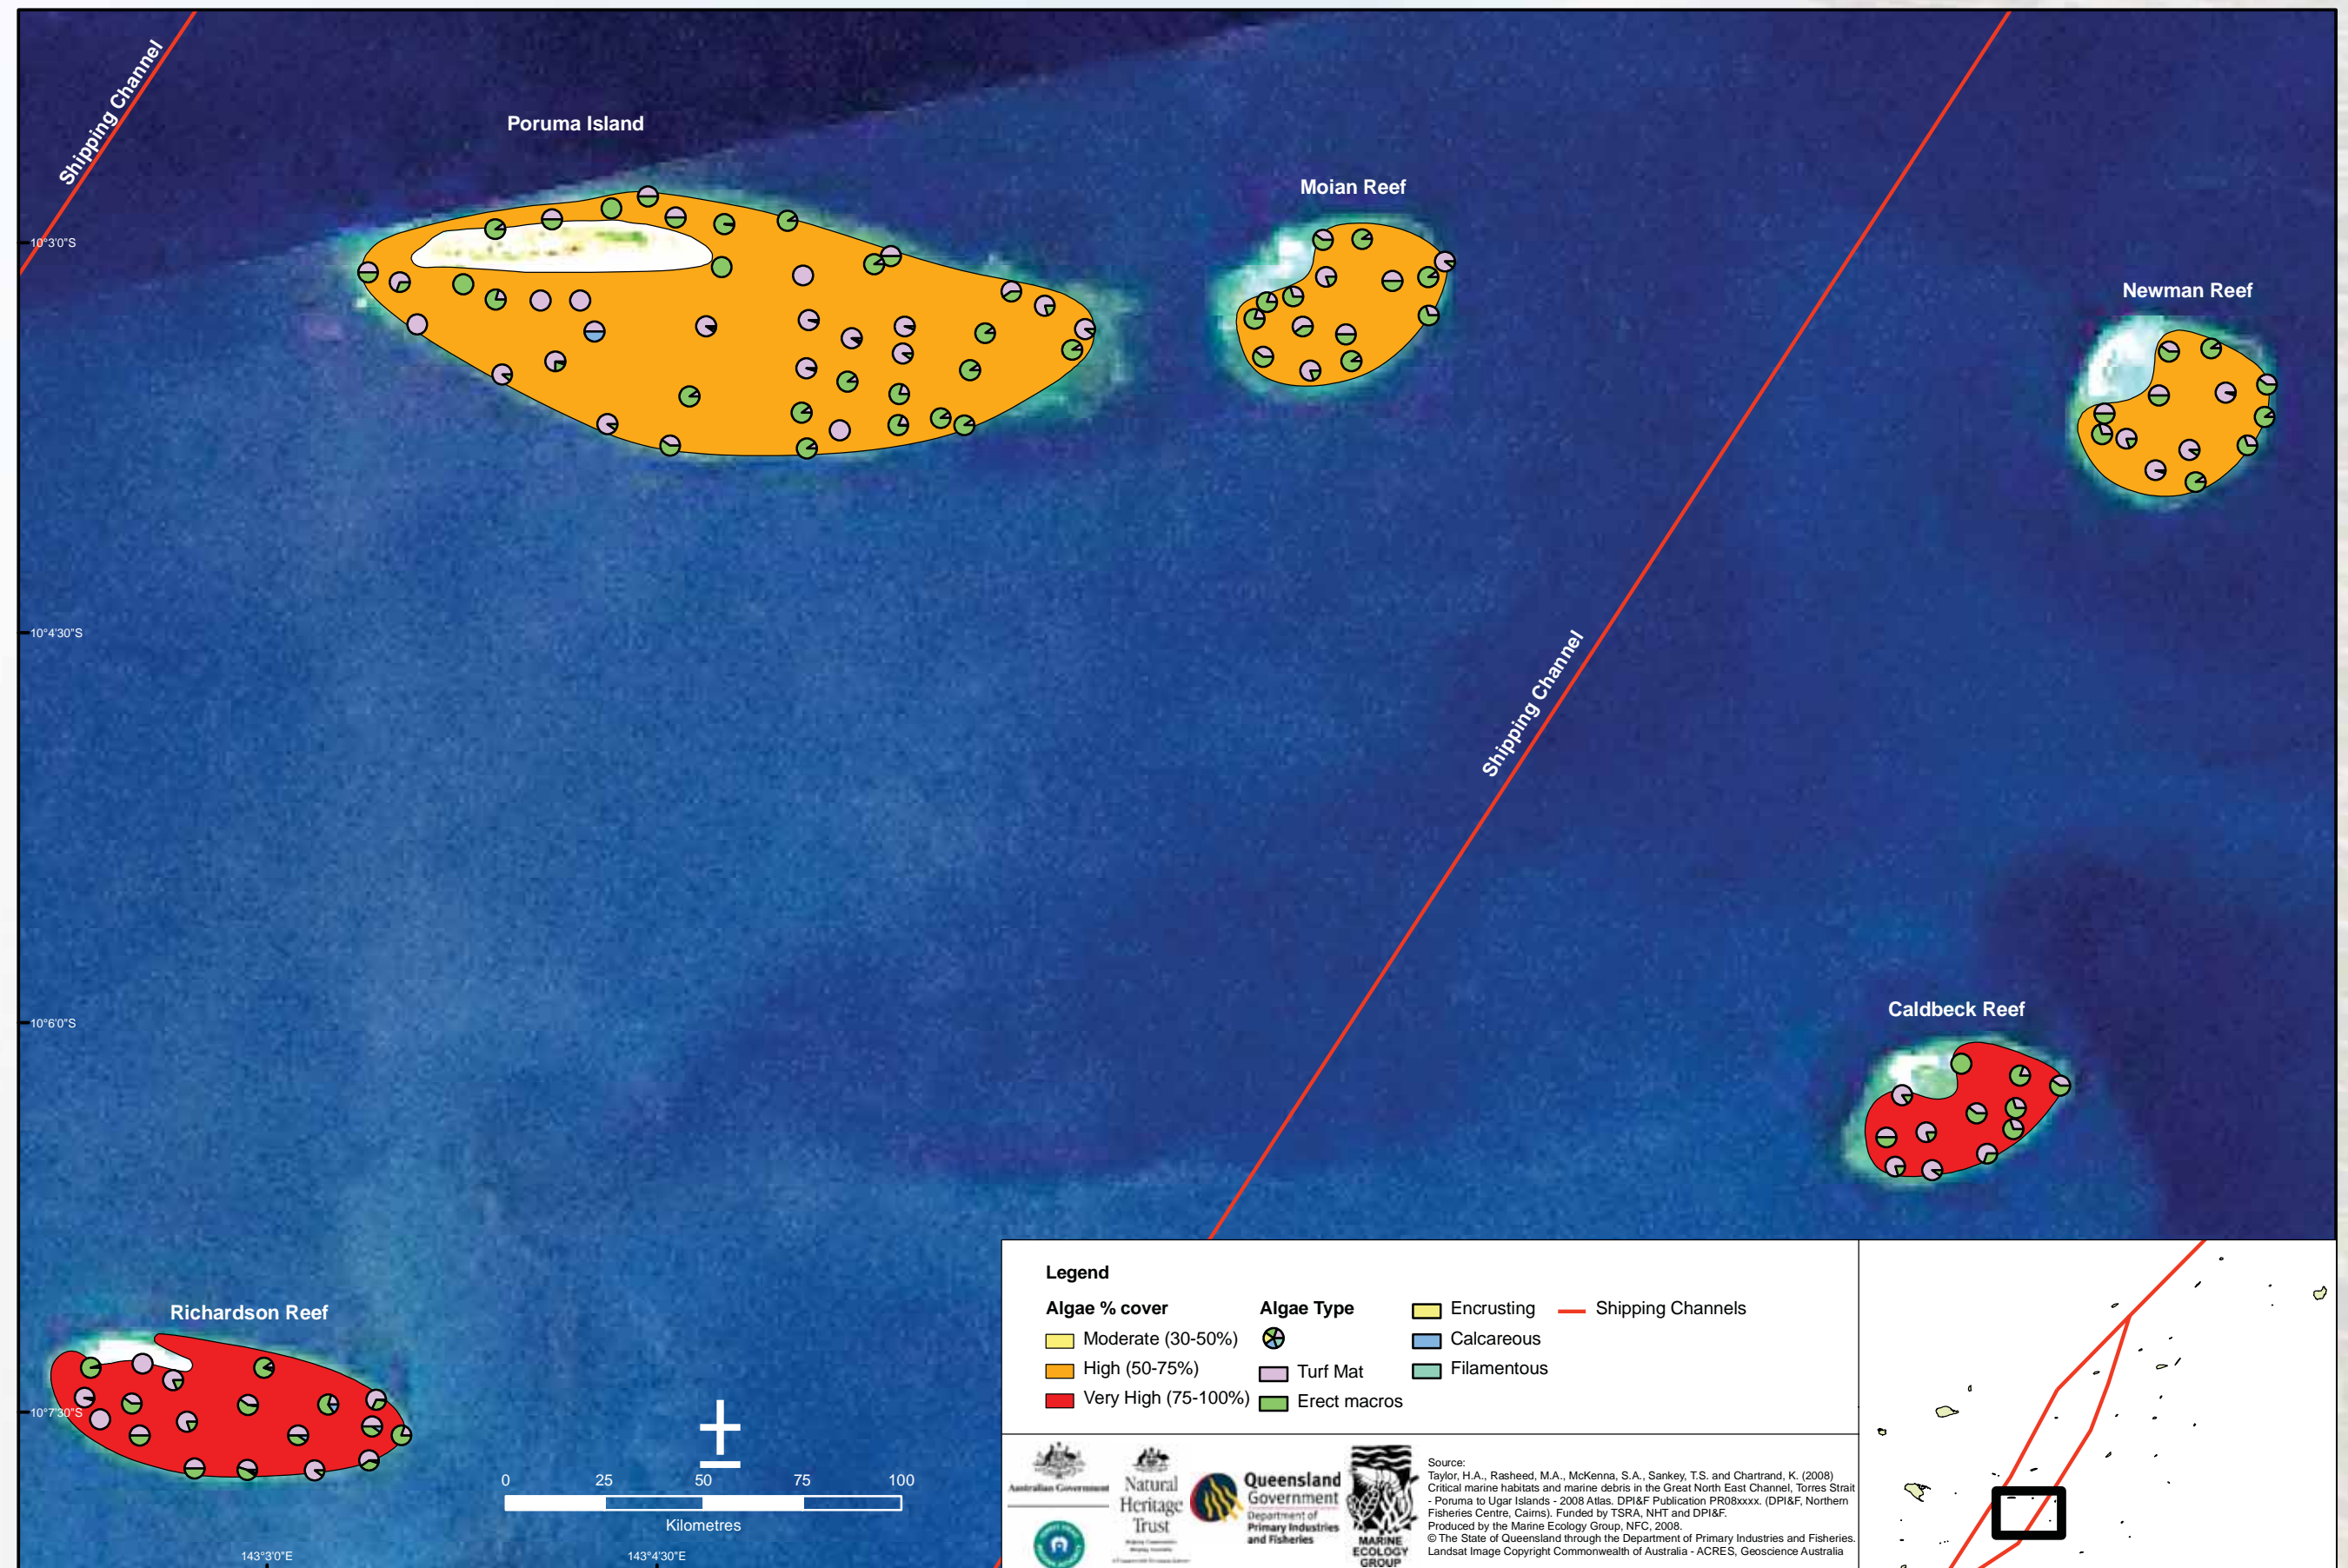 Shipping Channel
Poruma Island
Moian Reef
Newman Reef
10°3'0"S
10°4'30"S
Shipping Channel
10°6'0"S
Caldbeck Reef
Richardson Reef
10°7'30"S
0 25 50 75 100
Kilometres
143°3'0"E
143°4'30"E
Legend
Algae % cover
Moderate (30-50%)
High (50-75%)
Very High (75-100%)
Algae Type
Turf Mat
Erect macros
Encrusting
Calcareous
Filamentous
Shipping Channels
Australian Government
Natural
Heritage
Trust
Queensland
Government
Department of
Primary Industries
and Fisheries
MARINE
ECOLOGY
GROUP
Source:
Taylor, H.A., Rasheed, M.A., McKenna, S.A., Sankey, T.S. and Chartrand, K. (2008)
Critical marine habitats and marine debris in the Great North East Channel, Torres Strait
- Poruma to Ugar Islands - 2008 Atlas. DPI&F Publication PR08xxxx. (DPI&F, Northern
Fisheries Centre, Cairns). Funded by TSRA, NHT and DPI&F.
Produced by the Marine Ecology Group, NFC, 2008.
© The State of Queensland through the Department of Primary Industries and Fisheries.
Landsat Image Copyright Commonwealth of Australia - ACRES, Geoscience Australia